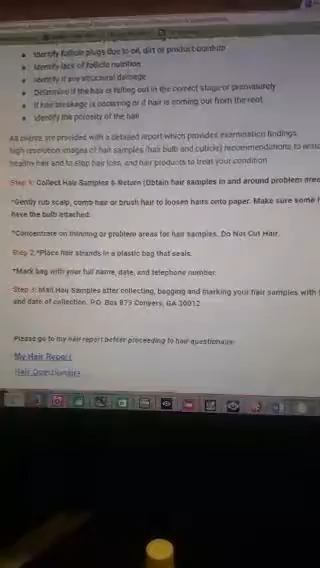 Identify follicle plugs due to oil, dirt or product buildup
Identify lack of follicle nutrition
Identify if any structural damage
Determine if the hair is falling out in the correct stage or prematurely
If hair breakage is occurring or if hair is coming out from the root
Identify the porosity of the hair
All clients are provided with a detailed report which provides examination findings,
high resolution images of hair samples (hair bulb and cuticle) recommendations to
healthy hair and to stop hair loss, and hair products to treat your condition
Step 1: Collect Hair Samples & Return (Obtain hair samples in and around problem
*Gently rub scalp, comb hair or brush hair to loosen hairs onto paper. Make sure some
have the bulb attached.
*Concentrate on thinning or problem areas for hair samples. Do Not Cut Hair.
Step 2:*Place hair strands in a plastic bag that seals.
*Mark bag with your full name, date, and telephone number.
Step 3: Mail Hair Samples after collecting, bagging and marking your hair samples with
and date of collection. P.O. Box 879 Conyers, GA 30012
Please go to my hair report before proceeding to hair questionaire:
My Hair Report
Hair Questionaire